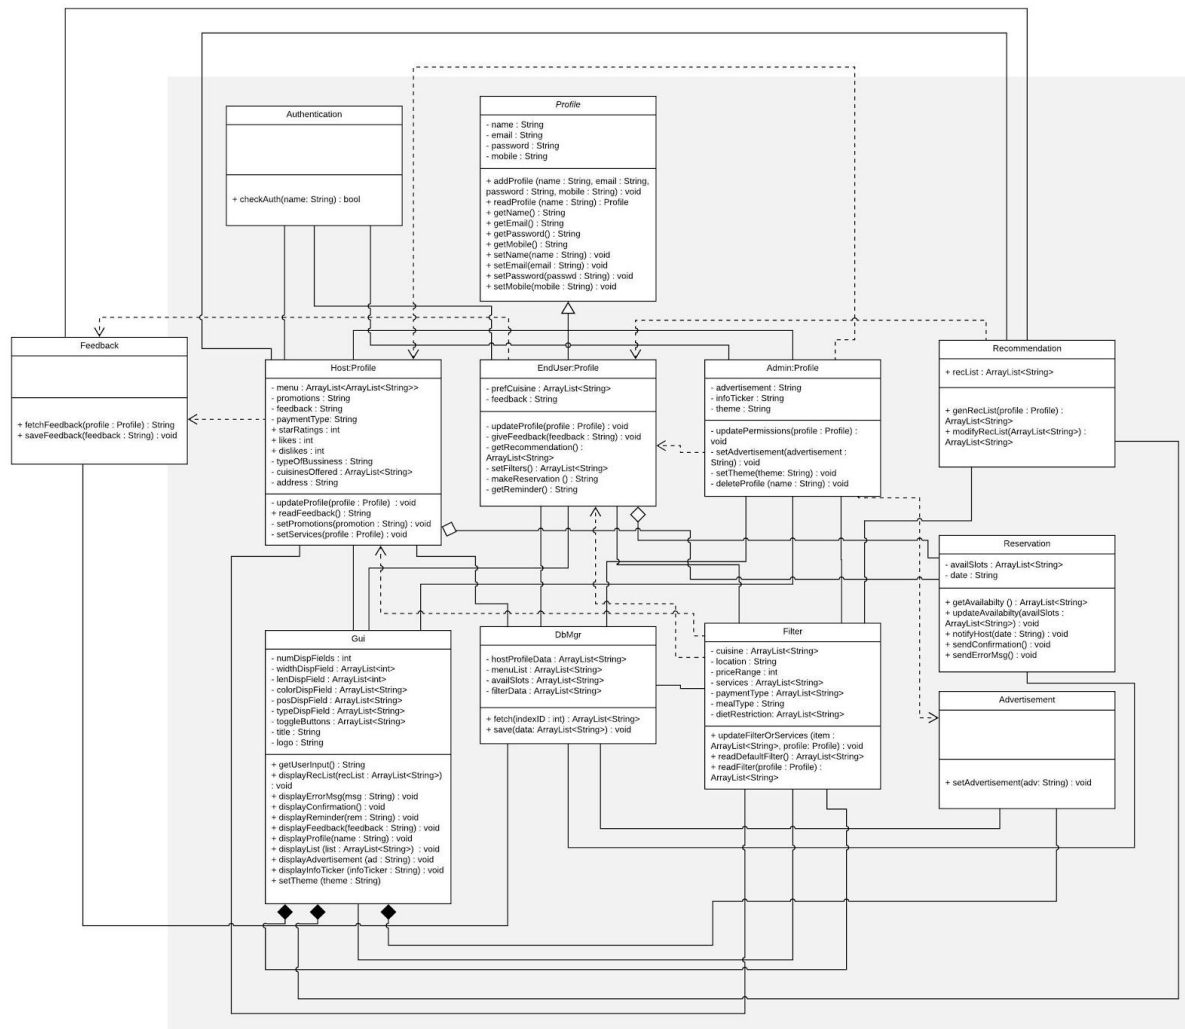 Authentication
+ checkAuth(name: String) : bool
Profile
- name : String
- email : String
- password : String
- mobile : String
+ addProfile (name : String, email : String,
password : String, mobile : String) : void
+ readProfile (name : String) : Profile
+ getName() : String
+ getEmail() : String
+ getPassword() : String
+ getMobile() : String
+ setName(name : String) : void
+ setEmail(email : String) : void
+ setPassword(passwd : String) : void
+ setMobile(mobile : String) : void
Feedback
+ fetchFeedback(profile : Profile) : String
+ saveFeedback(feedback : String) : void
Host:Profile
- menu : ArrayList<ArrayList<String>>
- promotions : String
- feedback : String
- paymentType: String
+ starRatings : int
+ likes : int
+ dislikes : int
- typeOfBussiness : String
- cuisinesOffered : ArrayList<String>
- address : String
- updateProfile(profile : Profile) : void
+ readFeedback() : String
- setPromotions(promotion : String) : void
- setServices(profile : Profile) : void
EndUser:Profile
- prefCuisine : ArrayList<String>
- feedback : String
- updateProfile(profile : Profile) : void
- giveFeedback(feedback : String) : void
- getRecommendation() :
ArrayList<String>
- setFilters() : ArrayList<String>
- makeReservation () : String
- getReminder() : String
Admin:Profile
- advertisement : String
- infoTicker : String
- theme : String
- updatePermissions(profile : Profile) :
void
- setAdvertisement(advertisement :
String) : void
- setTheme(theme: String) : void
- deleteProfile (name : String) : void
Recommendation
+ recList : ArrayList<String>
+ genRecList(profile : Profile) :
ArrayList<String>
+ modifyRecList(ArrayList<String>) :
ArrayList<String>
Reservation
- availSlots : ArrayList<String>
- date : String
+ getAvailabilty () : ArrayList<String>
+ updateAvailabilty(availSlots :
ArrayList<String>) : void
+ notifyHost(date : String) : void
+ sendConfirmation() : void
+ sendErrorMsg() : void
Gui
- numDispFields : int
- widthDispField : ArrayList<int>
- lenDispField : ArrayList<int>
- colorDispField : ArrayList<String>
- posDispField : ArrayList<String>
- typeDispField : ArrayList<String>
- toggleButtons : ArrayList<String>
- title : String
- logo : String
+ getUserInput() : String
+ displayRecList(recList : ArrayList<String>)
: void
+ displayErrorMsg(msg : String) : void
+ displayConfirmation() : void
+ displayReminder(rem : String) : void
+ displayFeedback(feedback : String) : void
+ displayProfile(name : String) : void
+ displayList (list : ArrayList<String>) : void
+ displayAdvertisement (ad : String) : void
+ displayInfoTicker (infoTicker : String) : void
+ setTheme (theme : String)
DbMgr
- hostProfileData : ArrayList<String>
- menuList : ArrayList<String>
- availSlots : ArrayList<String>
- filterData : ArrayList<String>
+ fetch(indexID : int) : ArrayList<String>
+ save(data: ArrayList<String>) : void
Filter
- cuisine : ArrayList<String>
- location : String
- priceRange : int
- services : ArrayList<String>
- paymentType : ArrayList<String>
- mealType : String
- dietRestriction: ArrayList<String>
+ updateFilterOrServices (item :
ArrayList<String>, profile: Profile) : void
+ readDefaultFilter() : ArrayList<String>
+ readFilter(profile : Profile) :
ArrayList<String>
Advertisement
+ setAdvertisement(adv: String) : void